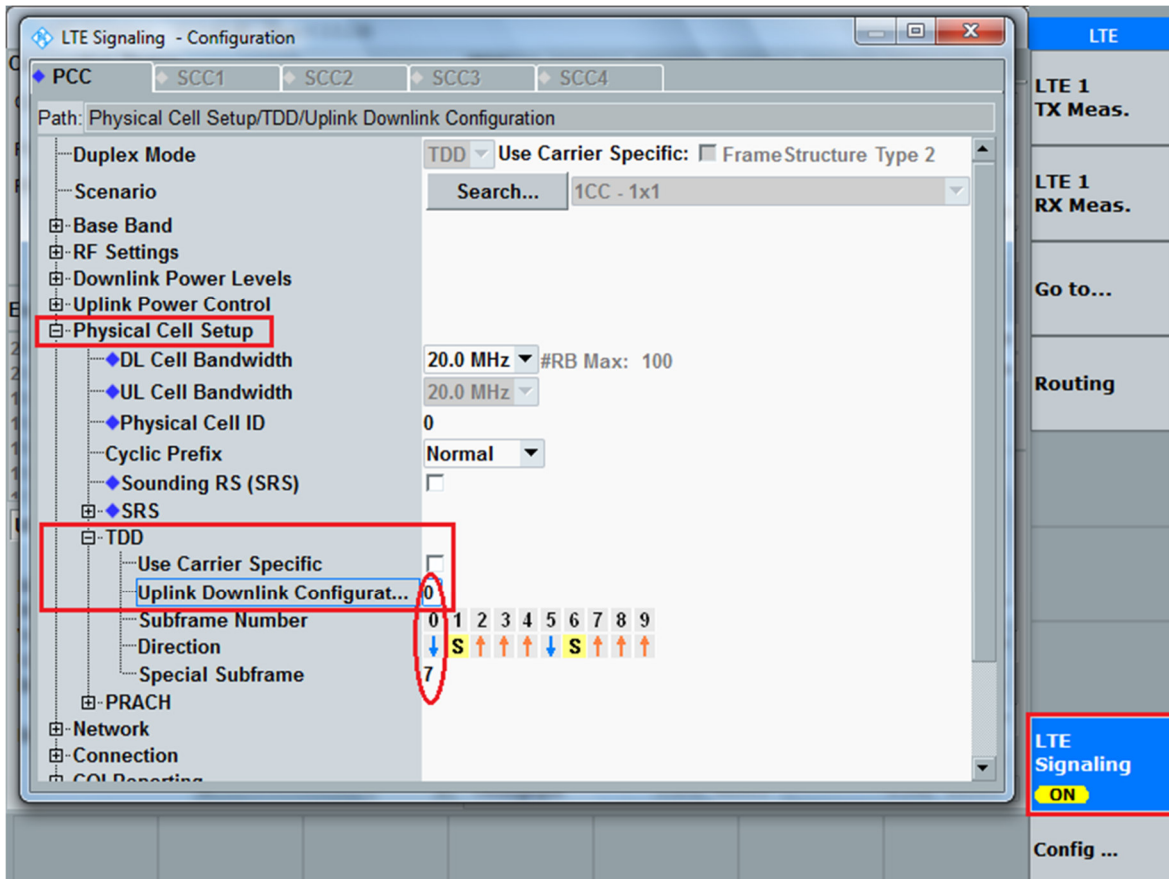 LTE Signaling - Configuration
LTE
PCC SCC1 SCC2 SCC3 SCC4
Path: Physical Cell Setup/TDD/Uplink Downlink Configuration
Duplex Mode TDD Use Carrier Specific: FrameStructure Type 2
Scenario Search... 1CC - 1x1
Base Band
RF Settings
Downlink Power Levels
Uplink Power Control
Physical Cell Setup
DL Cell Bandwidth 20.0 MHz #RB Max: 100
UL Cell Bandwidth 20.0 MHz
Physical Cell ID 0
Cyclic Prefix Normal
Sounding RS (SRS)
SRS
TDD
Use Carrier Specific
Uplink Downlink Configurat... 0
Subframe Number 0 1 2 3 4 5 6 7 8 9
Direction ↓ S ↑ ↑ ↑ ↓ S ↑ ↑ ↑
Special Subframe 7
PRACH
Network
Connection
LTE 1
TX Meas.
LTE 1
RX Meas.
Go to...
Routing
LTE
Signaling
ON
Config ...